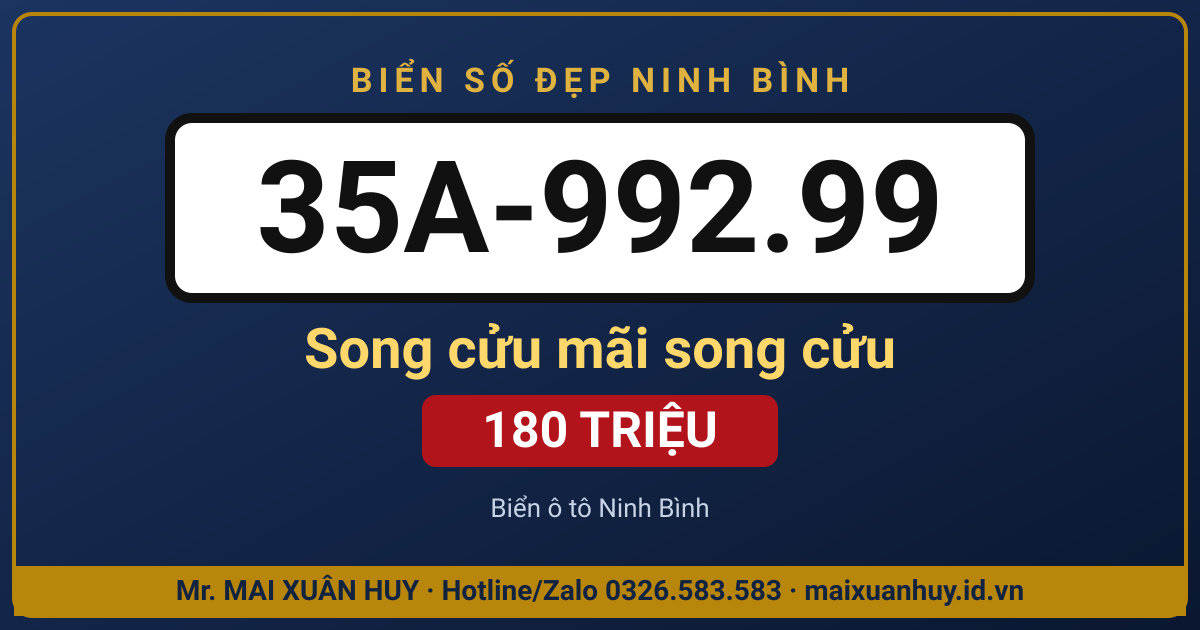 BIỂN SỐ ĐẸP NINH BÌNH
35A-992.99
Song cửu mãi song cửu
180 TRIỆU
Biển ô tô Ninh Bình
Mr. MAI XUÂN HUY · Hotline/Zalo 0326.583.583 · maixuanhuy.id.vn